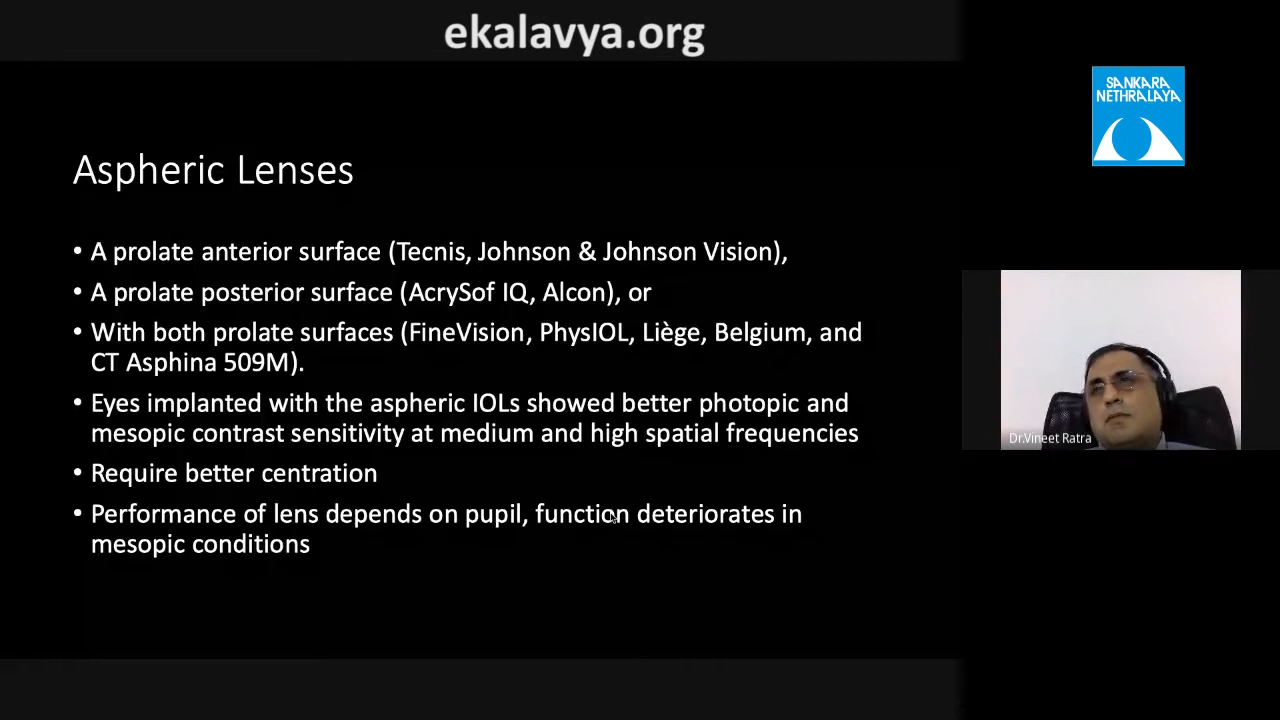 ekalavya.org
SANKARA
NETHRALAYA
Aspheric Lenses
• A prolate anterior surface (Tecnis, Johnson & Johnson Vision),
• A prolate posterior surface (AcrySof IQ, Alcon), or
• With both prolate surfaces (FineVision, PhysIOL, Liège, Belgium, and
CT Asphina 509M).
• Eyes implanted with the aspheric IOLs showed better photopic and
mesopic contrast sensitivity at medium and high spatial frequencies
• Require better centration
• Performance of lens depends on pupil, function deteriorates in
mesopic conditions
Dr.Vineet Ratra